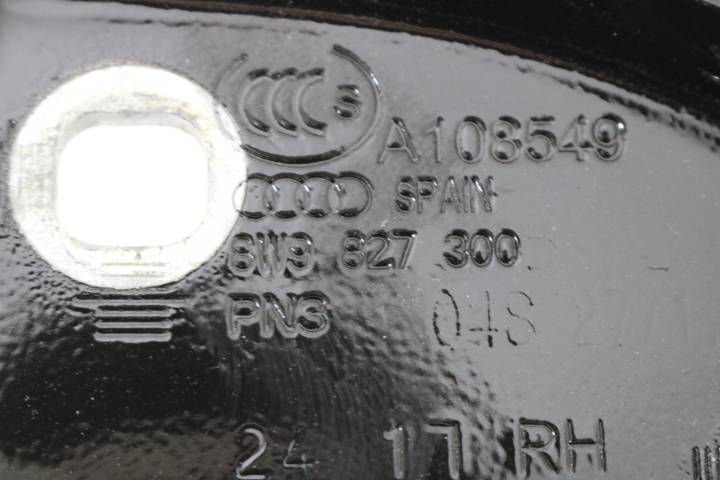 CCC S
A108549
SPAIN
8W9 827 300
PN3
04S
24 17 RH